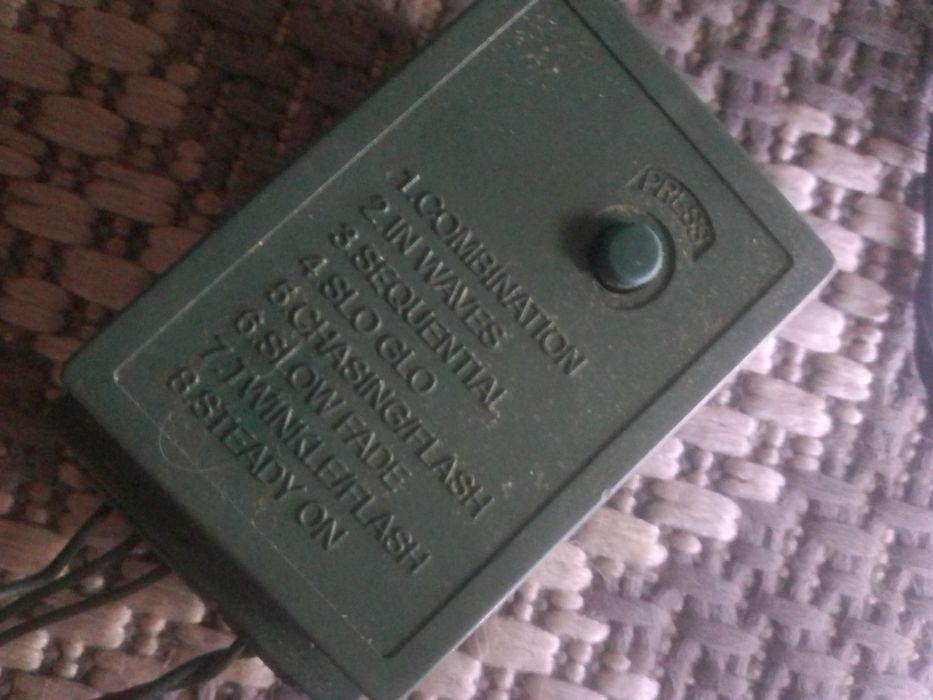 PRESS
1.COMBINATION
2.IN WAVES
3.SEQUENTIAL
4.SLO GLO
5.CHASING/FLASH
6.SLOW FADE
7.TWINKLE/FLASH
8.STEADY ON